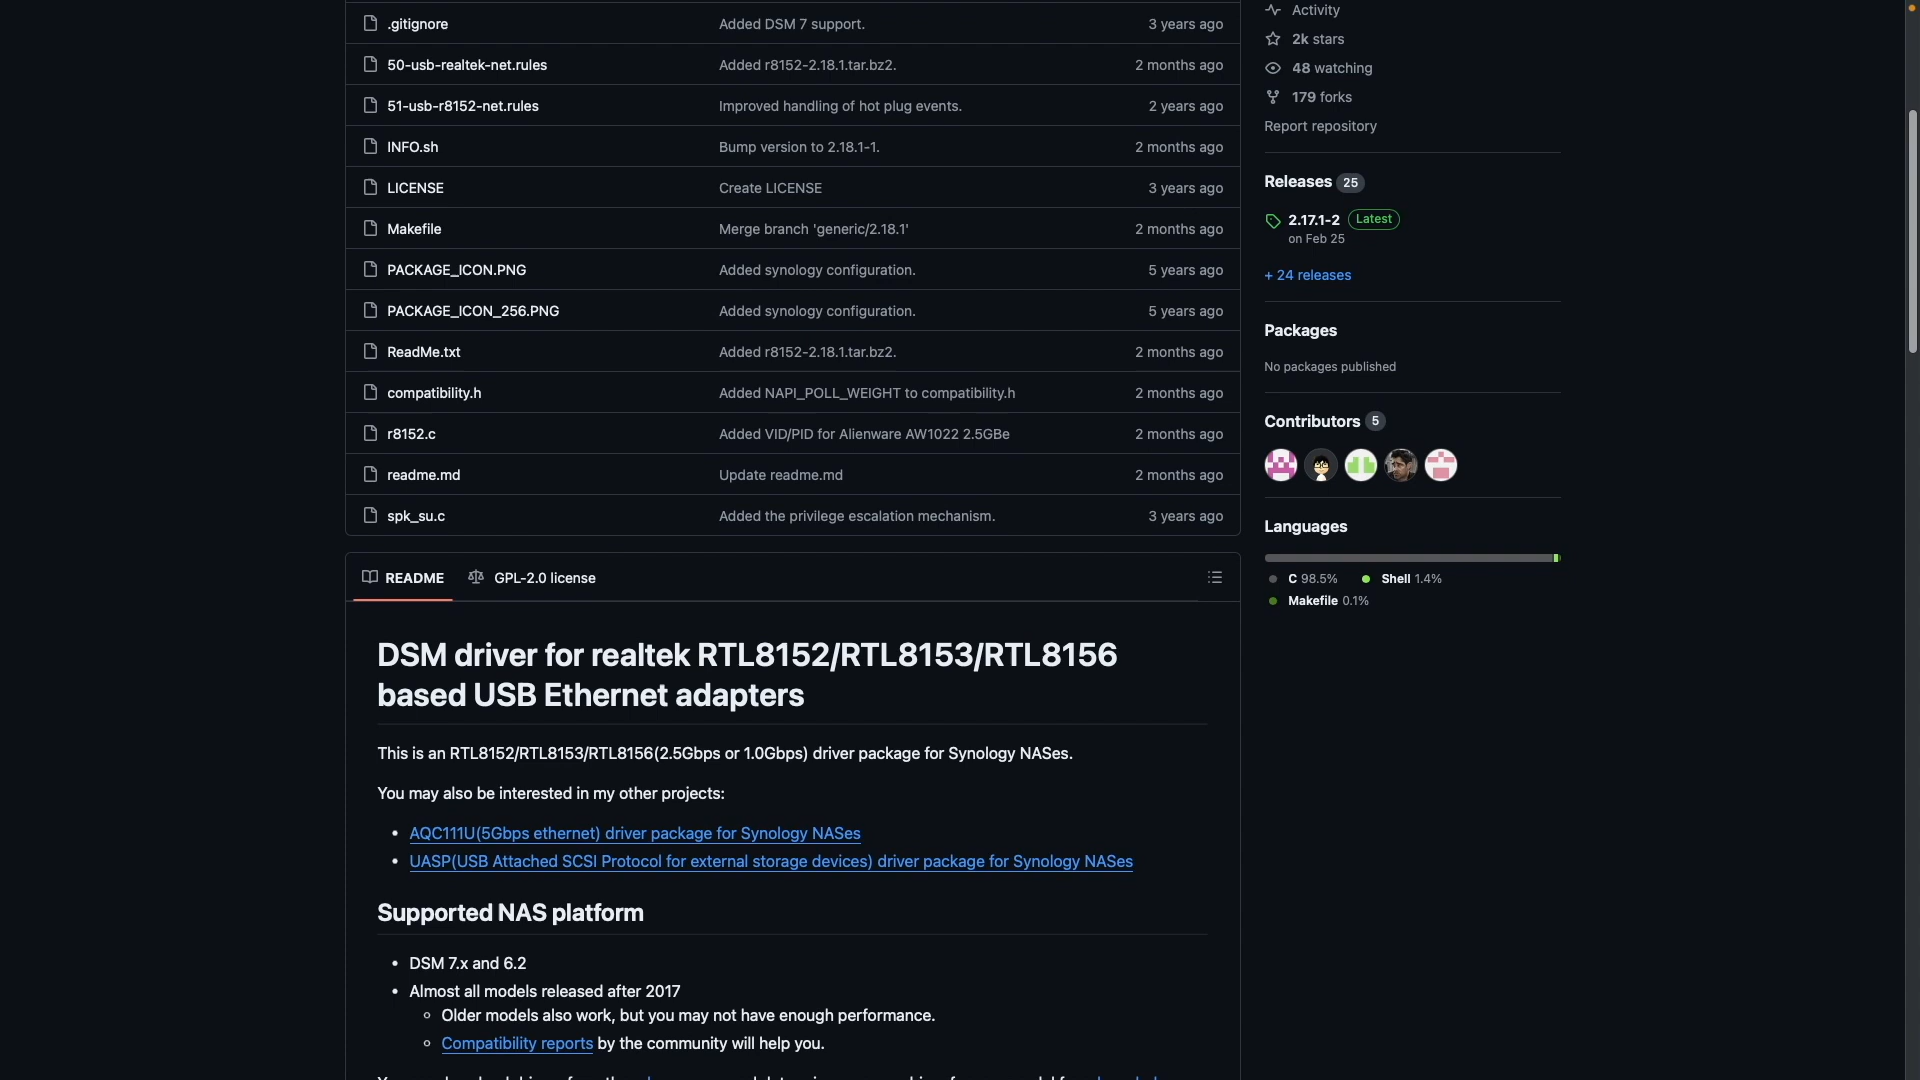 .gitignore Added DSM 7 support. 3 years ago
50-usb-realtek-net.rules Added r8152-2.18.1.tar.bz2. 2 months ago
51-usb-r8152-net.rules Improved handling of hot plug events. 2 years ago
INFO.sh Bump version to 2.18.1-1. 2 months ago
LICENSE Create LICENSE 3 years ago
Makefile Merge branch 'generic/2.18.1' 2 months ago
PACKAGE_ICON.PNG Added synology configuration. 5 years ago
PACKAGE_ICON_256.PNG Added synology configuration. 5 years ago
ReadMe.txt Added r8152-2.18.1.tar.bz2. 2 months ago
compatibility.h Added NAPI_POLL_WEIGHT to compatibility.h 2 months ago
r8152.c Added VID/PID for Alienware AW1022 2.5GBe 2 months ago
readme.md Update readme.md 2 months ago
spk_su.c Added the privilege escalation mechanism. 3 years ago
README GPL-2.0 license
DSM driver for realtek RTL8152/RTL8153/RTL8156
based USB Ethernet adapters
This is an RTL8152/RTL8153/RTL8156(2.5Gbps or 1.0Gbps) driver package for Synology NASes.
You may also be interested in my other projects:
• AQC111U(5Gbps ethernet) driver package for Synology NASes
• UASP(USB Attached SCSI Protocol for external storage devices) driver package for Synology NASes
Supported NAS platform
• DSM 7.x and 6.2
• Almost all models released after 2017
Older models also work, but you may not have enough performance.
Compatibility reports by the community will help you.
Activity
2k stars
48 watching
179 forks
Report repository
Releases 25
2.17.1-2 Latest
on Feb 25
+ 24 releases
Packages
No packages published
Contributors 5
Languages
C 98.5% Shell 1.4%
Makefile 0.1%